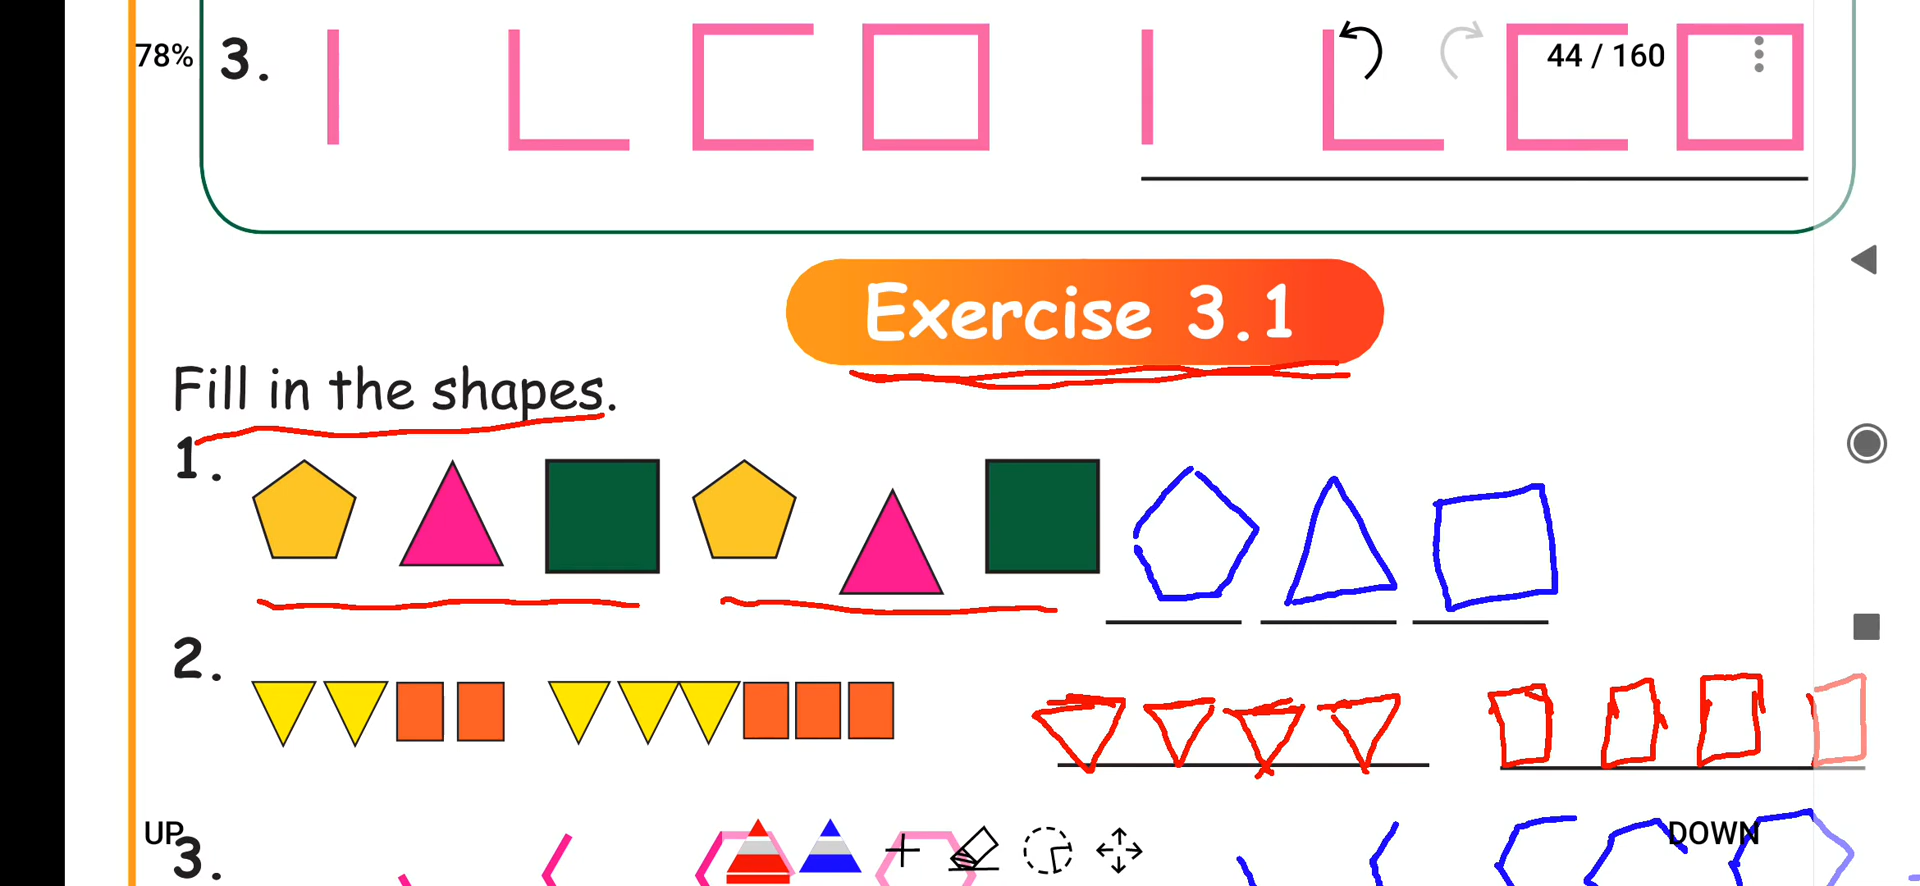 78%
3.
44 / 160
Exercise 3.1
Fill in the shapes.
1.
2.
UP
3.
DOWN